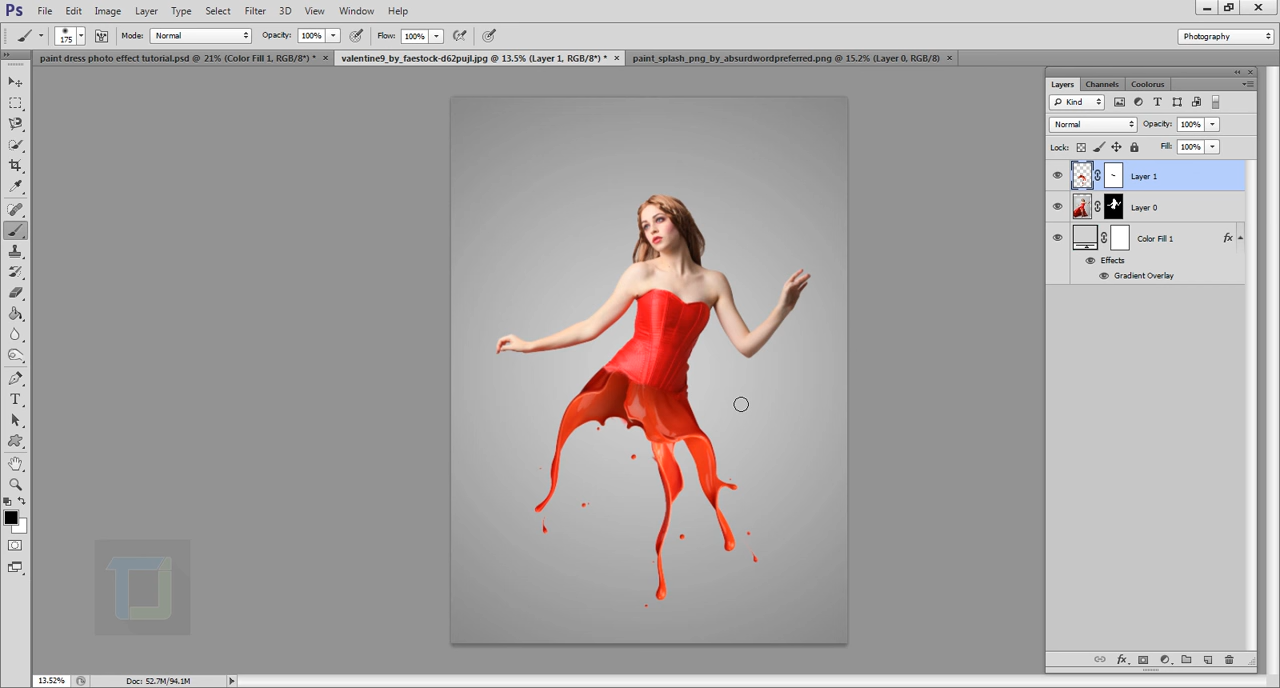 Ps File Edit Image Layer Type Select Filter 3D View Window Help
175 Mode: Normal Opacity: 100% Flow: 100% Photography
paint dress photo effect tutorial.psd @ 21% (Color Fill 1, RGB/8*) * × valentine9_by_faestock-d62pujl.jpg @ 13.5% (Layer 1, RGB/8*) * × paint_splash_png_by_absurdwordpreferred.png @ 15.2% (Layer 0, RGB/8) ×
Layers Channels Coolorus
Kind
Normal Opacity: 100%
Lock: Fill: 100%
Layer 1
Layer 0
Color Fill 1 fx
Effects
Gradient Overlay
13.52% Doc: 52.7M/94.1M